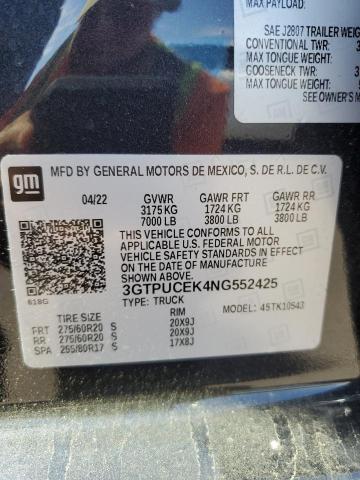 MAX PAYLOAD:
SAE J2807 TRAILER WEIG
CONVENTIONAL TWR: 3
MAX TONGUE WEIGHT:
GOOSENECK TWR: 3
MAX TONGUE WEIGHT:
SEE OWNER'S M
gm
MFD BY GENERAL MOTORS DE MEXICO, S. DE R.L. DE C.V.
04/22 GVWR GAWR FRT GAWR RR
3175 KG 1724 KG 1724 KG
7000 LB 3800 LB 3800 LB
THIS VEHICLE CONFORMS TO ALL
APPLICABLE U.S. FEDERAL MOTOR
VEHICLE SAFETY STANDARDS IN
EFFECT ON THE DATE OF MANUFACTURE
SHOWN ABOVE.
3GTPUCEK4NG552425
618G
TYPE: TRUCK
MODEL: 4STK10543
TIRE SIZE RIM
FRT 275/60R20 S 20X9J
RR 275/60R20 S 20X9J
SPA 255/80R17 S 17X8J